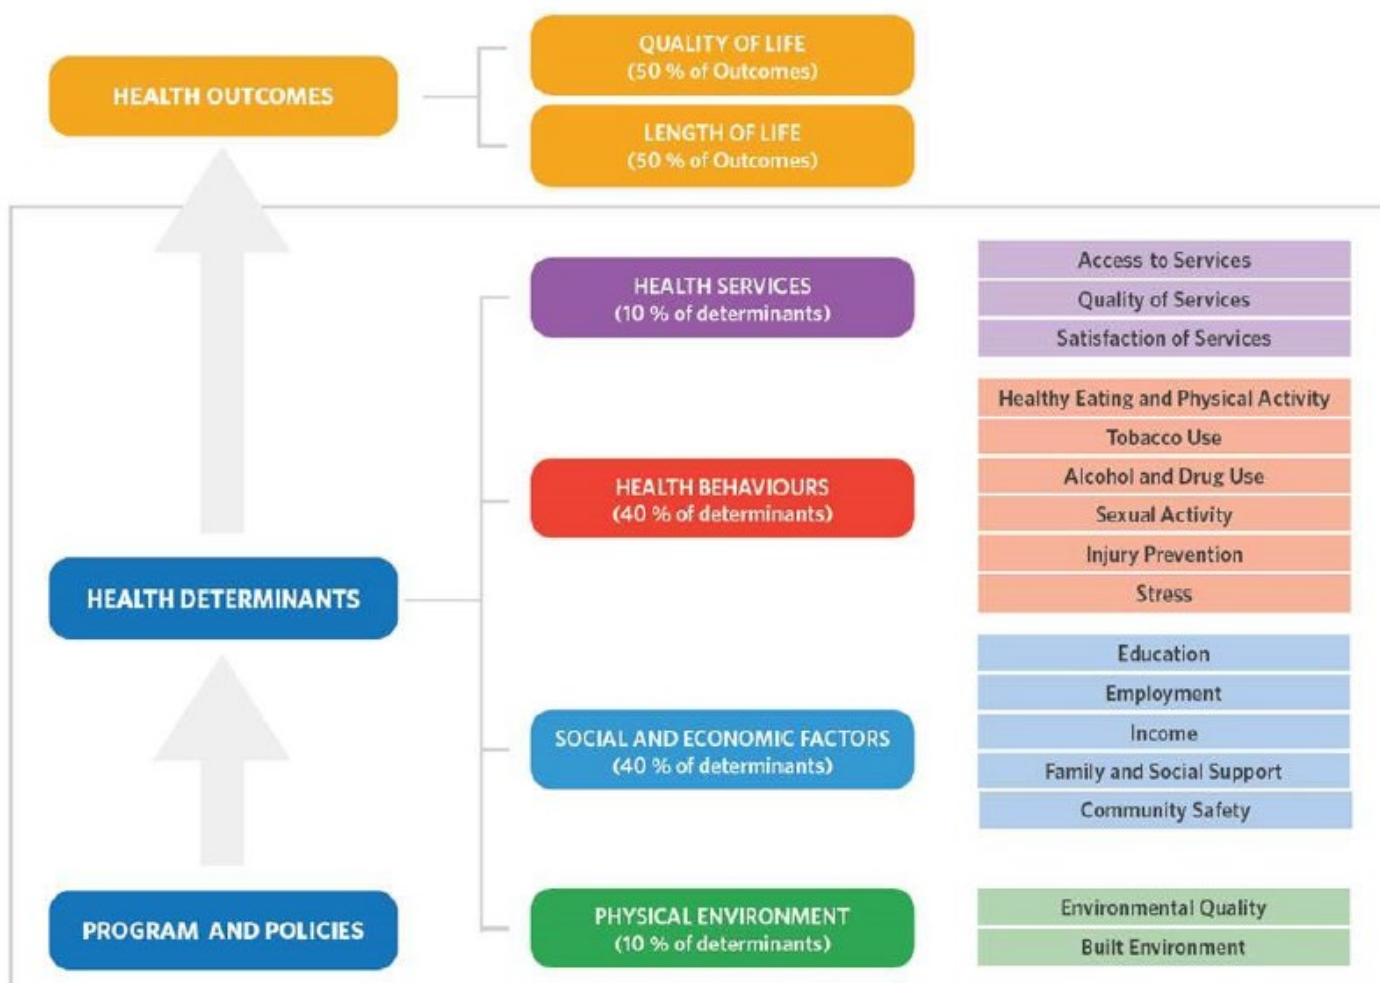 QUALITY OF LIFE
(50 % of Outcomes)
HEALTH OUTCOMES
LENGTH OF LIFE
(50 % of Outcomes)
HEALTH SERVICES
(10 % of determinants)
Access to Services
Quality of Services
Satisfaction of Services
HEALTH BEHAVIOURS
(40 % of determinants)
Healthy Eating and Physical Activity
Tobacco Use
Alcohol and Drug Use
Sexual Activity
Injury Prevention
Stress
HEALTH DETERMINANTS
SOCIAL AND ECONOMIC FACTORS
(40 % of determinants)
Education
Employment
Income
Family and Social Support
Community Safety
PROGRAM AND POLICIES
PHYSICAL ENVIRONMENT
(10 % of determinants)
Environmental Quality
Built Environment